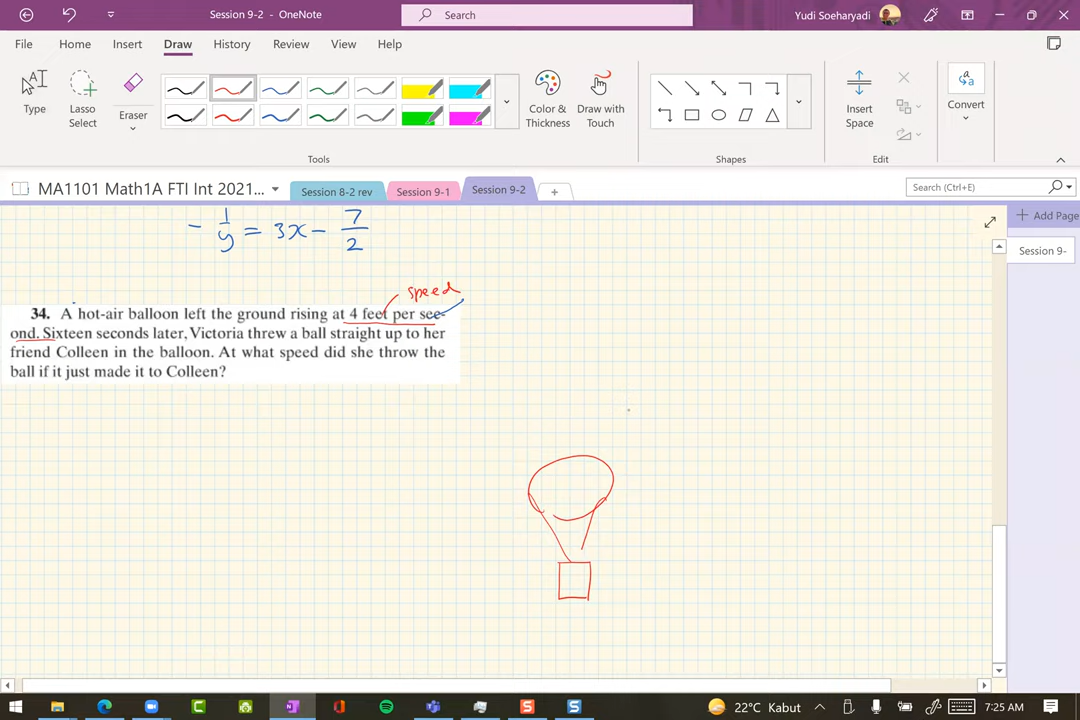 Session 9-2 - OneNote
Search
Yudi Soeharyadi
File
Home
Insert
Draw
History
Review
View
Help
Type
Lasso Select
Eraser
Color & Thickness
Draw with Touch
Insert Space
Convert
Tools
Shapes
Edit
MA1101 Math1A FTI Int 2021...
Session 8-2 rev
Session 9-1
Session 9-2
Search (Ctrl+E)
Add Page
Session 9-
- 1/y = 3x - 7/2
speed
34. A hot-air balloon left the ground rising at 4 feet per sec-
ond. Sixteen seconds later, Victoria threw a ball straight up to her
friend Colleen in the balloon. At what speed did she throw the
ball if it just made it to Colleen?
22°C Kabut
7:25 AM